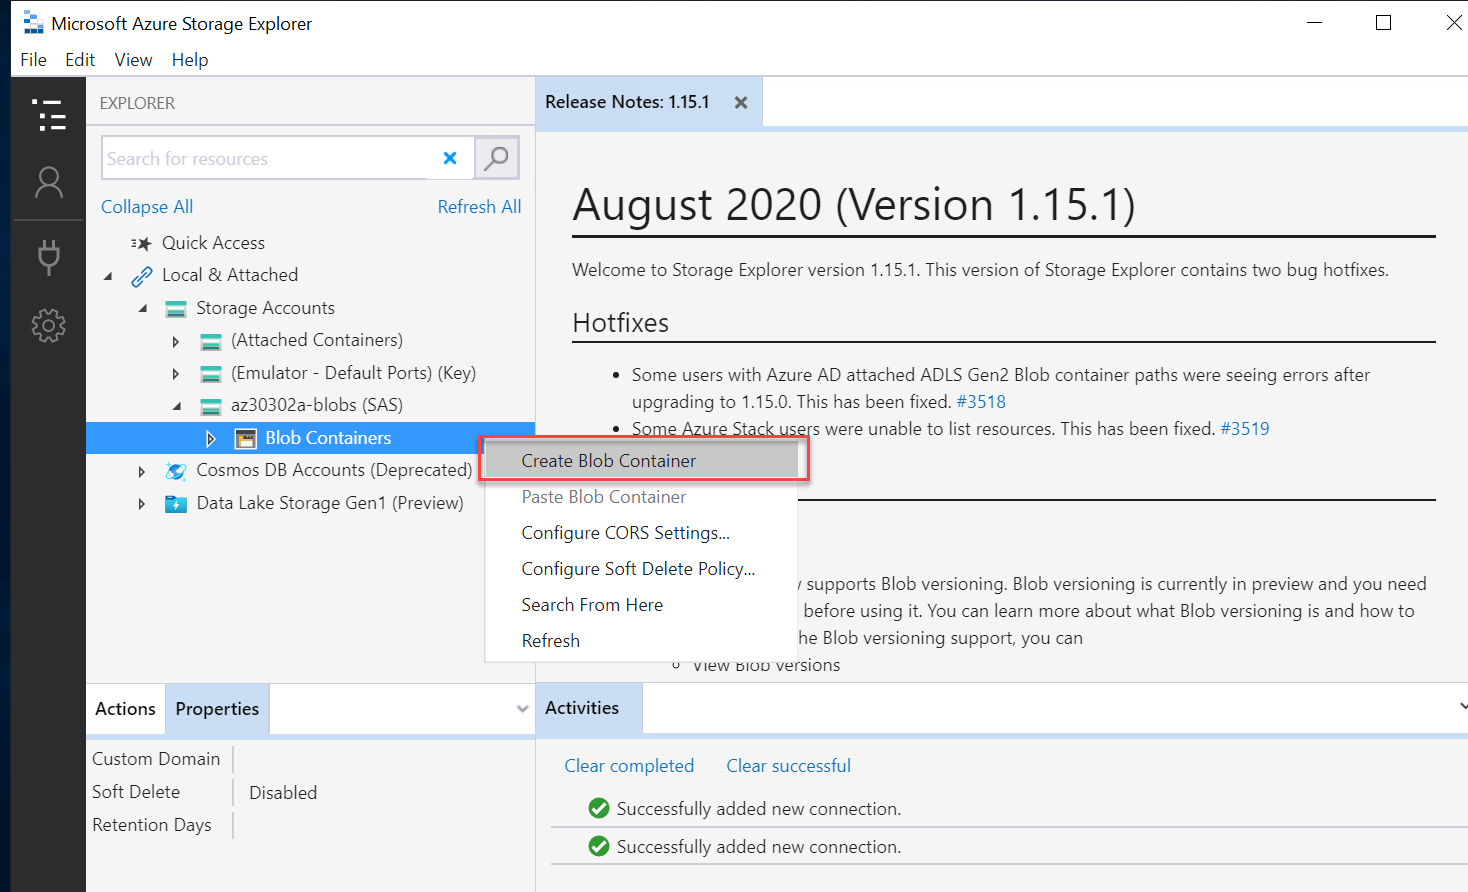 Microsoft Azure Storage Explorer
File Edit View Help
EXPLORER
Search for resources
Collapse All
Refresh All
Quick Access
Local & Attached
Storage Accounts
(Attached Containers)
(Emulator - Default Ports) (Key)
az30302a-blobs (SAS)
Blob Containers
Cosmos DB Accounts (Deprecated)
Data Lake Storage Gen1 (Preview)
Create Blob Container
Paste Blob Container
Configure CORS Settings...
Configure Soft Delete Policy...
Search From Here
Refresh
Release Notes: 1.15.1
August 2020 (Version 1.15.1)
Welcome to Storage Explorer version 1.15.1. This version of Storage Explorer contains two bug hotfixes.
Hotfixes
Some users with Azure AD attached ADLS Gen2 Blob container paths were seeing errors after
upgrading to 1.15.0. This has been fixed. #3518
Some Azure Stack users were unable to list resources. This has been fixed. #3519
supports Blob versioning. Blob versioning is currently in preview and you need
before using it. You can learn more about what Blob versioning is and how to
he Blob versioning support, you can
View Blob versions
Actions Properties
Custom Domain
Soft Delete Disabled
Retention Days
Activities
Clear completed Clear successful
Successfully added new connection.
Successfully added new connection.